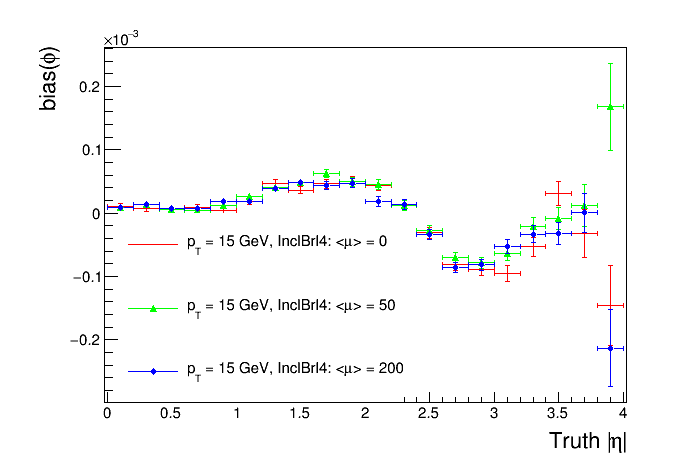 ×10⁻³
bias(ϕ)
0.2
0.1
0
−0.1
−0.2
p_T = 15 GeV, InclBrl4: <μ> = 0
p_T = 15 GeV, InclBrl4: <μ> = 50
p_T = 15 GeV, InclBrl4: <μ> = 200
0 0.5 1 1.5 2 2.5 3 3.5 4
Truth |η|